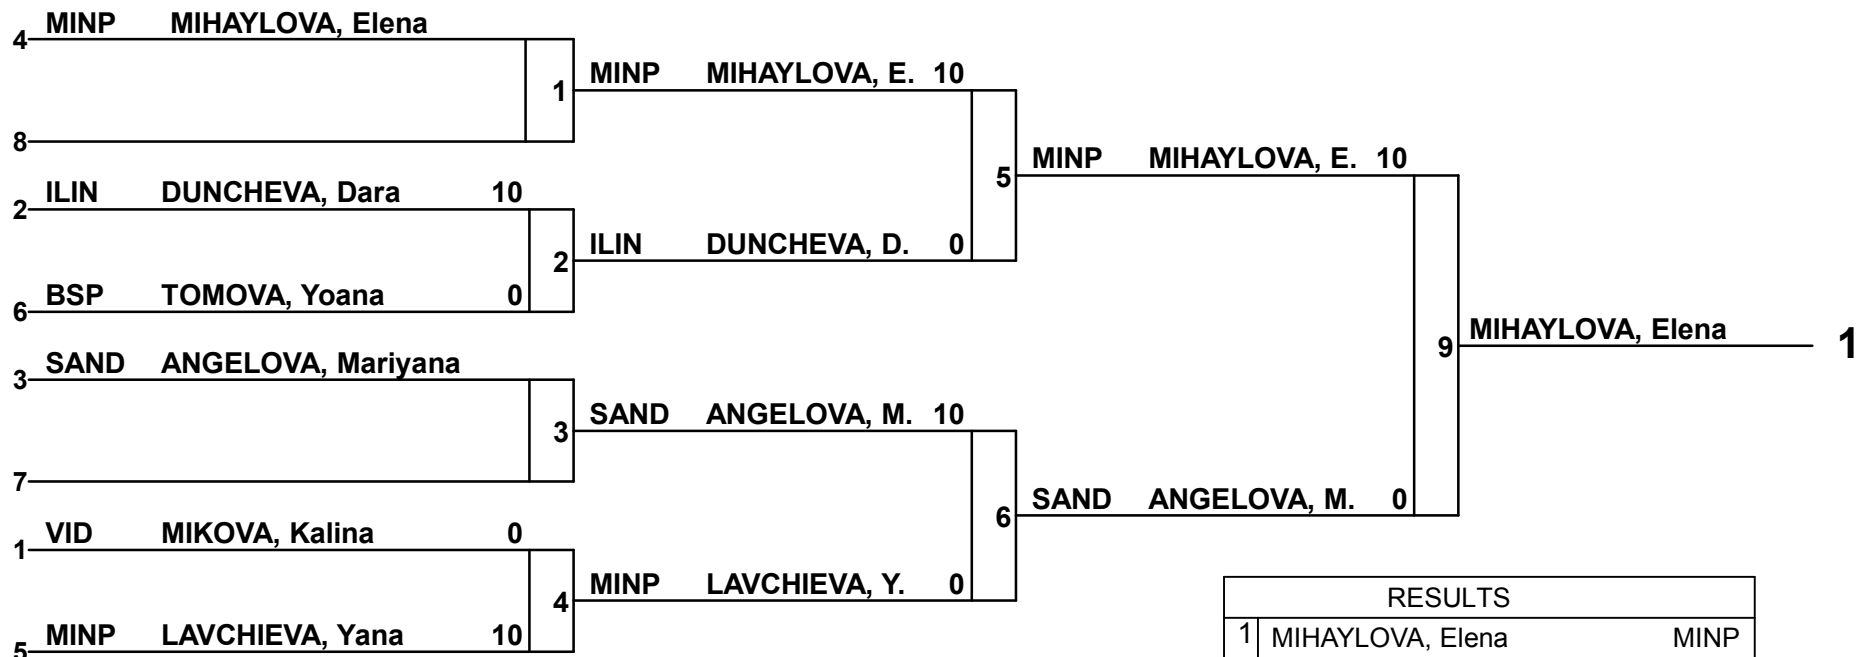 4 MINP MIHAYLOVA, Elena
1 MINP MIHAYLOVA, E. 10
8
5 MINP MIHAYLOVA, E. 10
2 ILIN DUNCHEVA, Dara 10
2 ILIN DUNCHEVA, D. 0
6 BSP TOMOVA, Yoana 0
9 MIHAYLOVA, Elena 1
3 SAND ANGELOVA, Mariyana
3 SAND ANGELOVA, M. 10
7
6 SAND ANGELOVA, M. 0
1 VID MIKOVA, Kalina 0
4 MINP LAVCHIEVA, Y. 0
5 MINP LAVCHIEVA, Yana 10
RESULTS
1 MIHAYLOVA, Elena MINP